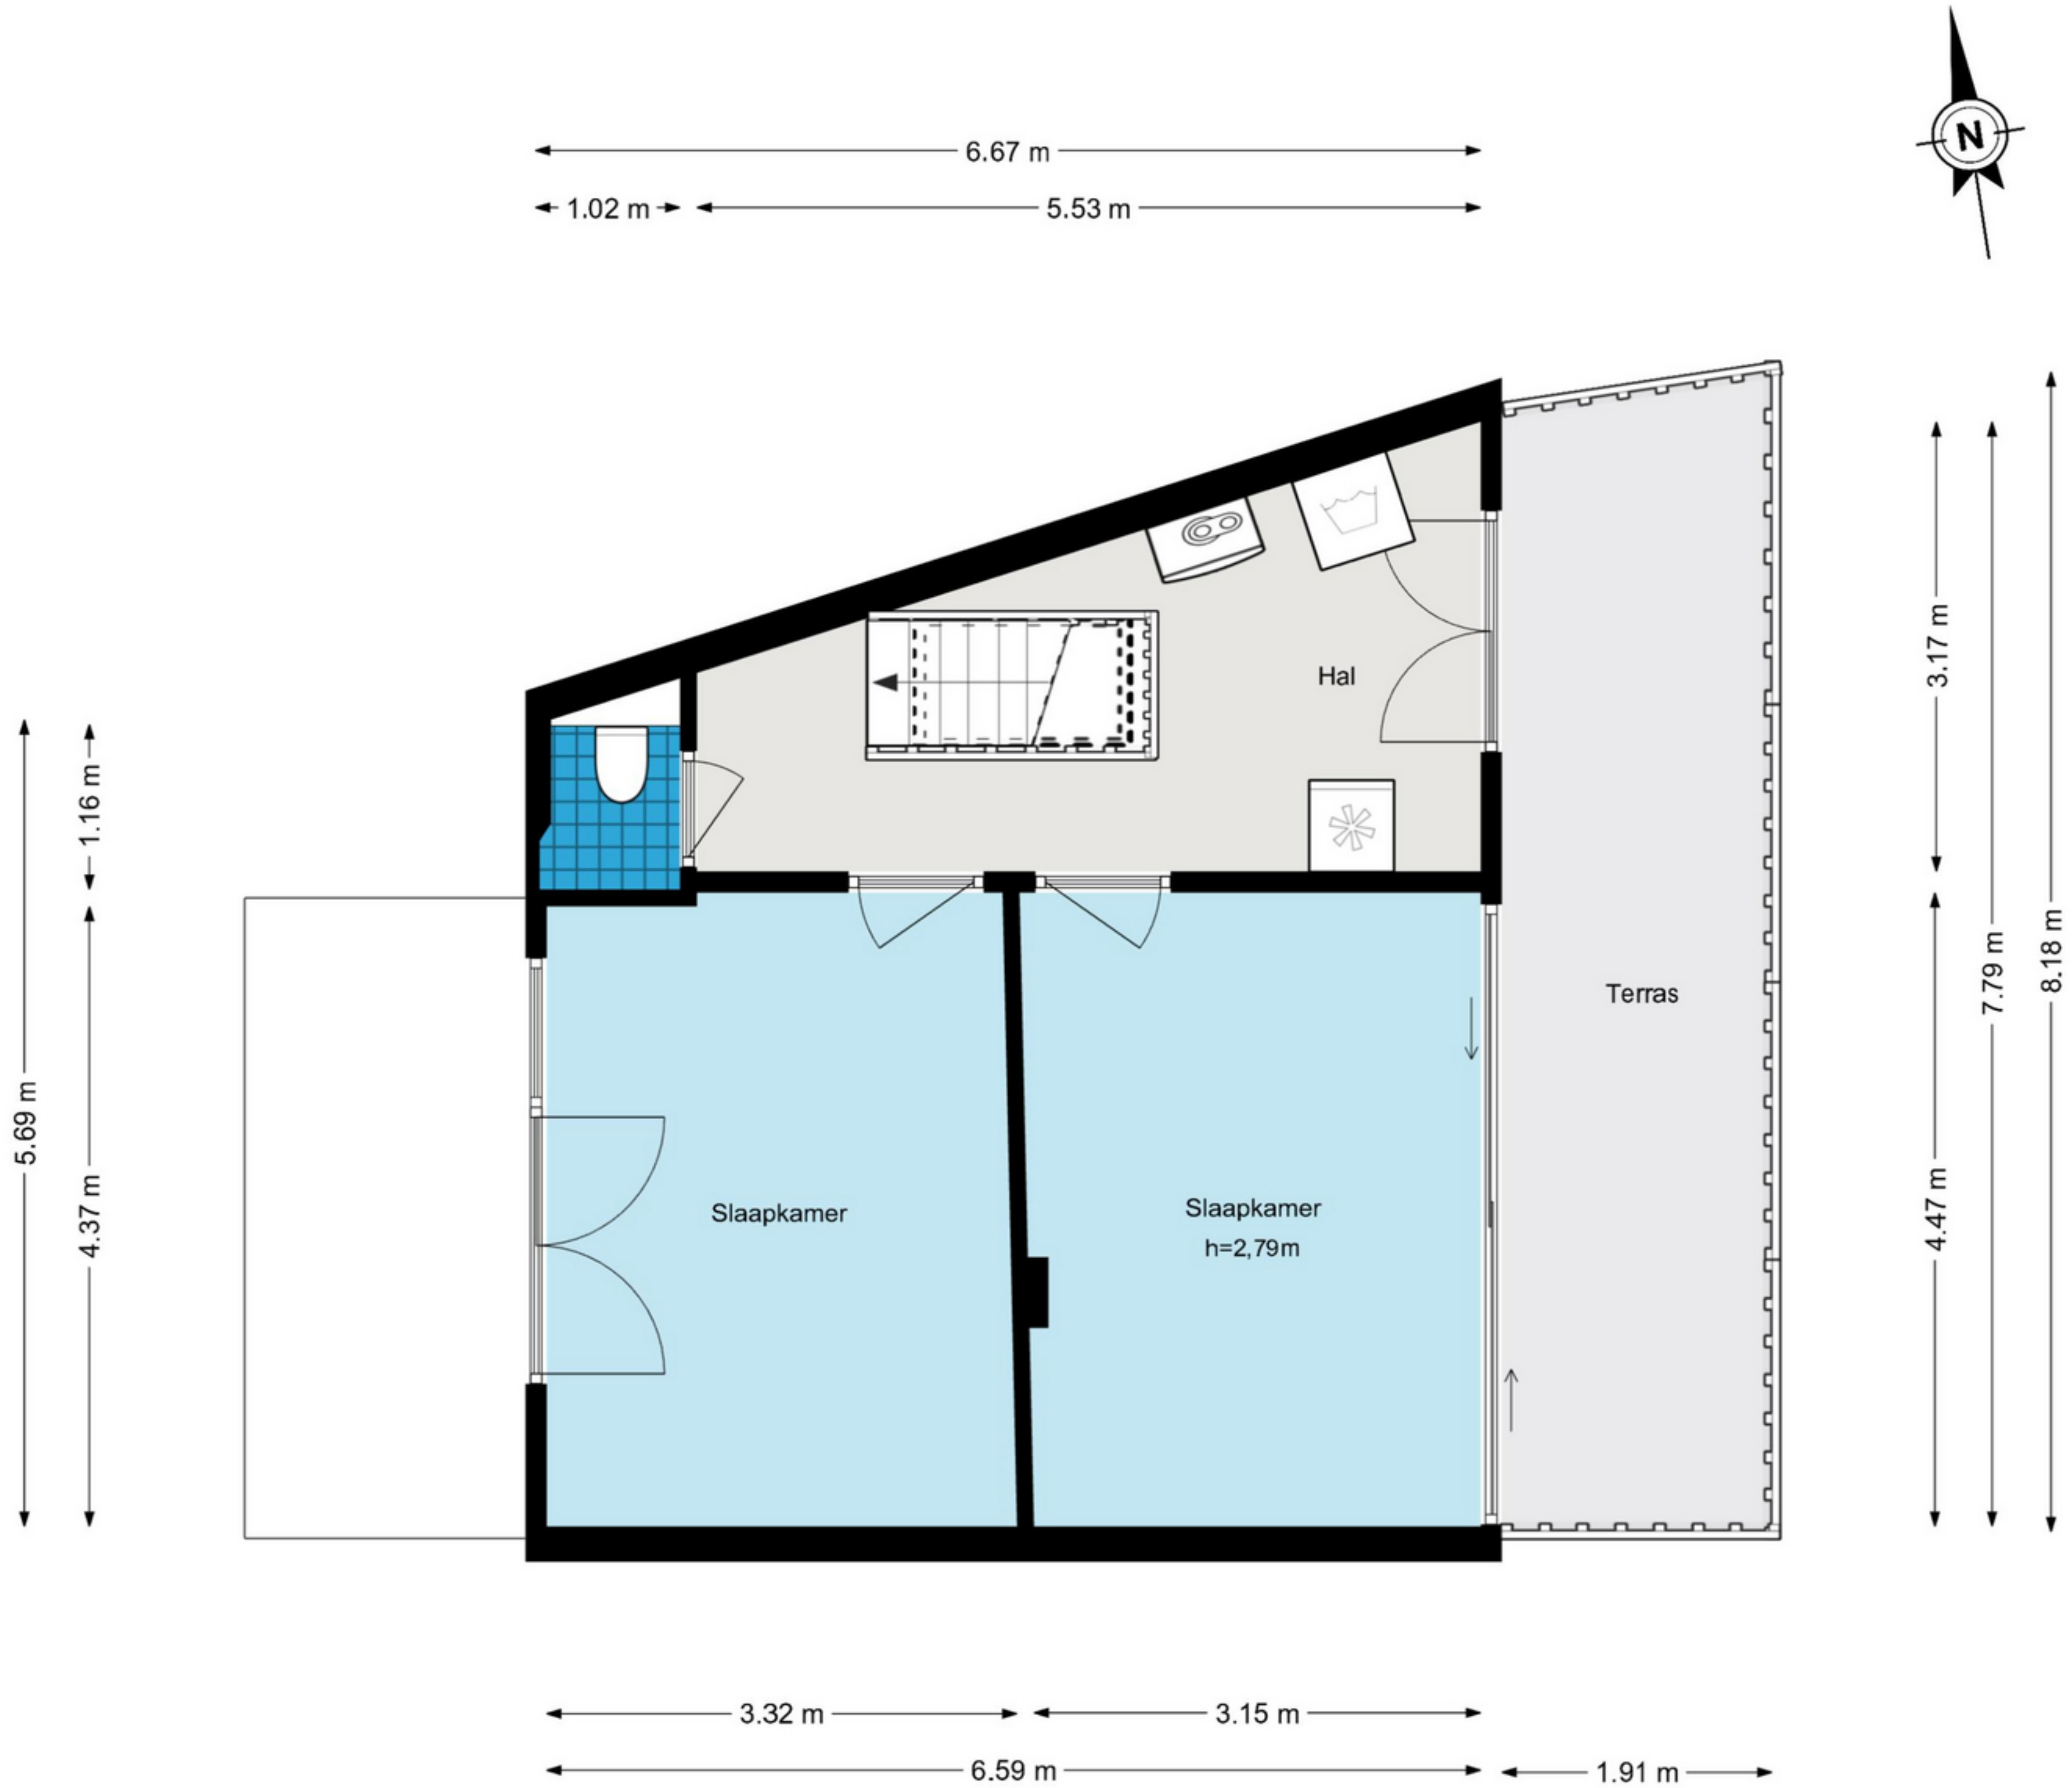 N
6.67 m
1.02 m
5.53 m
Hal
3.17 m
1.16 m
5.69 m
4.37 m
Terras
7.79 m
8.18 m
4.47 m
Slaapkamer
Slaapkamer
h=2,79m
3.32 m
3.15 m
6.59 m
1.91 m